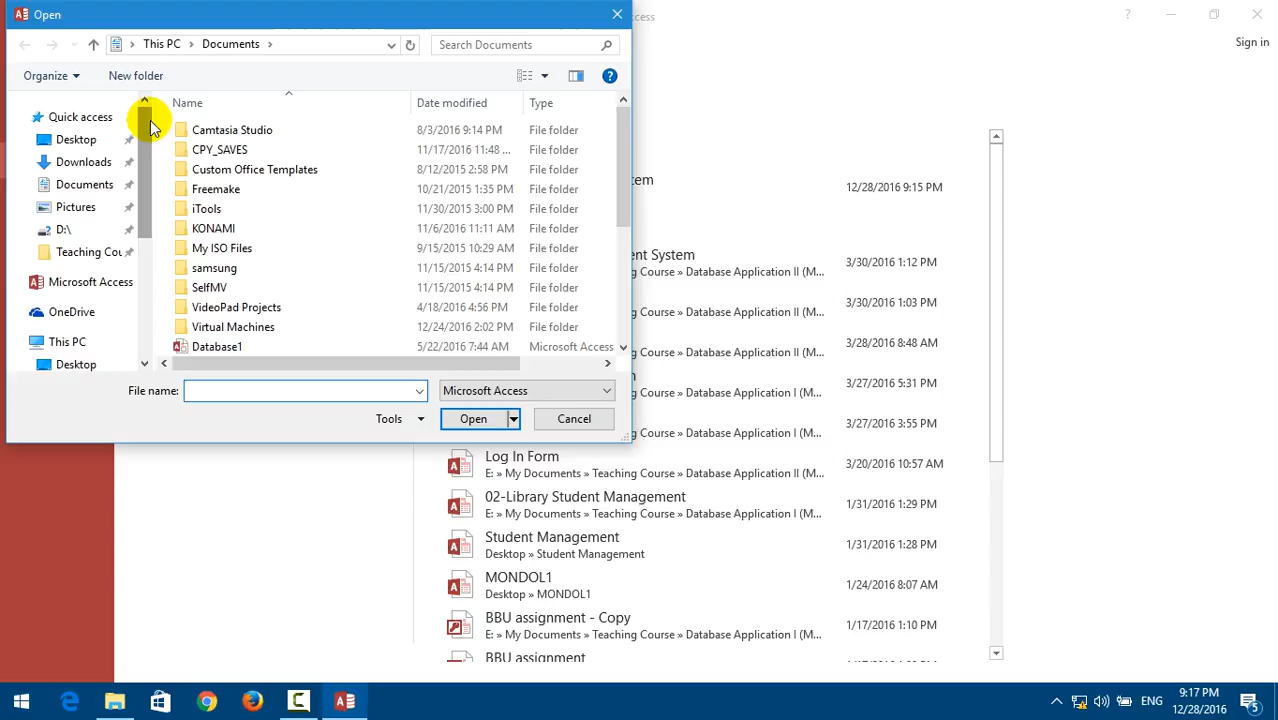 Open
ccess
Sign in
This PC
Documents
Search Documents
Organize
New folder
Name
Date modified
Type
Quick access
Desktop
Downloads
Documents
Pictures
D:\
Teaching Cou
Microsoft Access
OneDrive
This PC
Desktop
Camtasia Studio 8/3/2016 9:14 PM File folder
CPY_SAVES 11/17/2016 11:48 ... File folder
Custom Office Templates 8/12/2015 2:58 PM File folder
Freemake 10/21/2015 1:35 PM File folder
iTools 11/30/2015 3:00 PM File folder
KONAMI 11/6/2016 11:11 AM File folder
My ISO Files 9/15/2015 10:29 AM File folder
samsung 11/15/2015 4:14 PM File folder
SelfMV 11/15/2015 4:14 PM File folder
VideoPad Projects 4/18/2016 4:56 PM File folder
Virtual Machines 12/24/2016 2:02 PM File folder
Database1 5/22/2016 7:44 AM Microsoft Access
File name:
Microsoft Access
Tools
Open
Cancel
tem 12/28/2016 9:15 PM
ent System 3/30/2016 1:12 PM
g Course » Database Application II (M...
3/30/2016 1:03 PM
g Course » Database Application II (M...
3/28/2016 8:48 AM
g Course » Database Application II (M...
3/27/2016 5:31 PM
g Course » Database Application I (M...
3/27/2016 3:55 PM
g Course » Database Application I (M...
Log In Form 3/20/2016 10:57 AM
E: » My Documents » Teaching Course » Database Application II (M...
02-Library Student Management 1/31/2016 1:29 PM
E: » My Documents » Teaching Course » Database Application I (M...
Student Management 1/31/2016 1:28 PM
Desktop » Student Management
MONDOL1 1/24/2016 8:07 AM
Desktop » MONDOL1
BBU assignment - Copy 1/17/2016 1:10 PM
E: » My Documents » Teaching Course » Database Application I (M...
BBU assignment
ENG
9:17 PM
12/28/2016
5